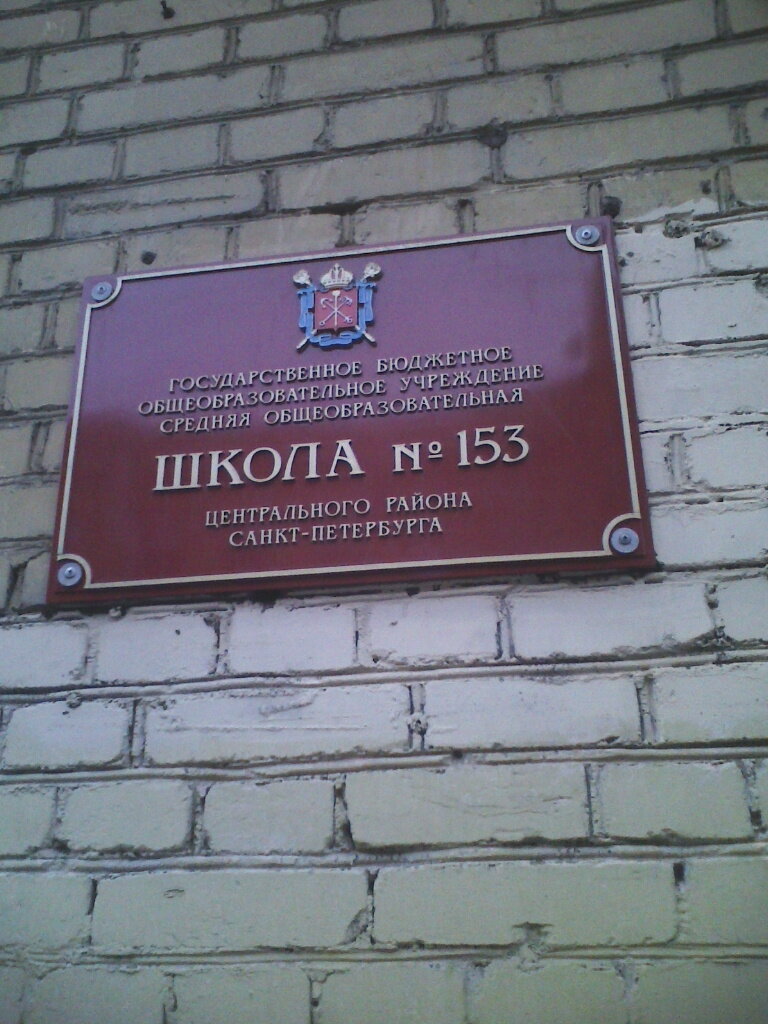 ГОСУДАРСТВЕННОЕ БЮДЖЕТНОЕ
ОБЩЕОБРАЗОВАТЕЛЬНОЕ УЧРЕЖДЕНИЕ
СРЕДНЯЯ ОБЩЕОБРАЗОВАТЕЛЬНАЯ
ШКОЛА № 153
ЦЕНТРАЛЬНОГО РАЙОНА
САНКТ-ПЕТЕРБУРГА